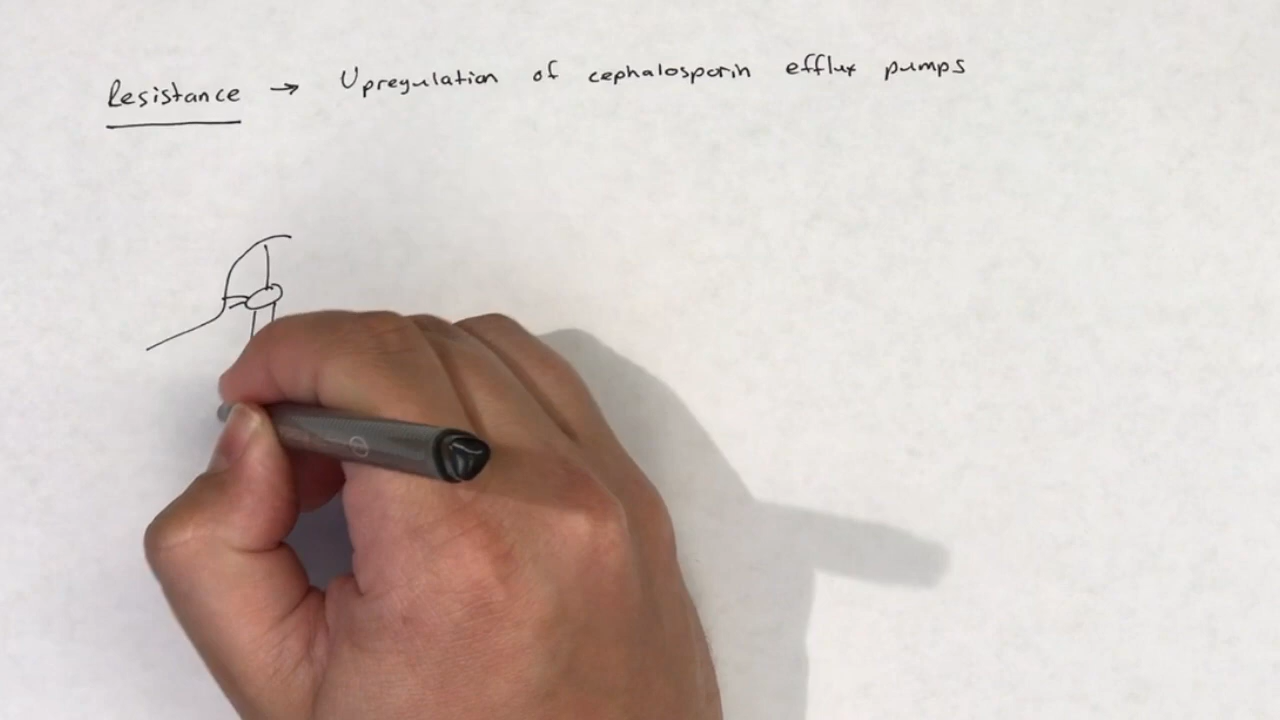 Resistance → Upregulation of cephalosporin efflux pumps